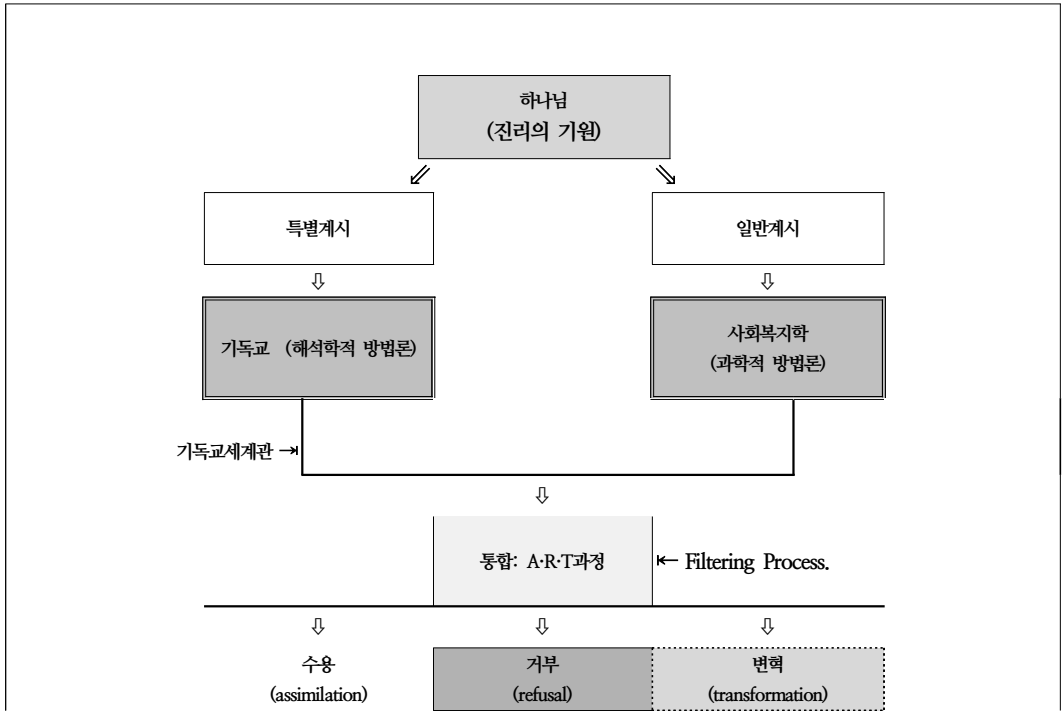 하나님
(진리의 기원)
특별계시
일반계시
기독교 (해석학적 방법론)
사회복지학
(과학적 방법론)
기독교세계관
통합: A·R·T과정
Filtering Process.
수용
(assimilation)
거부
(refusal)
변혁
(transformation)